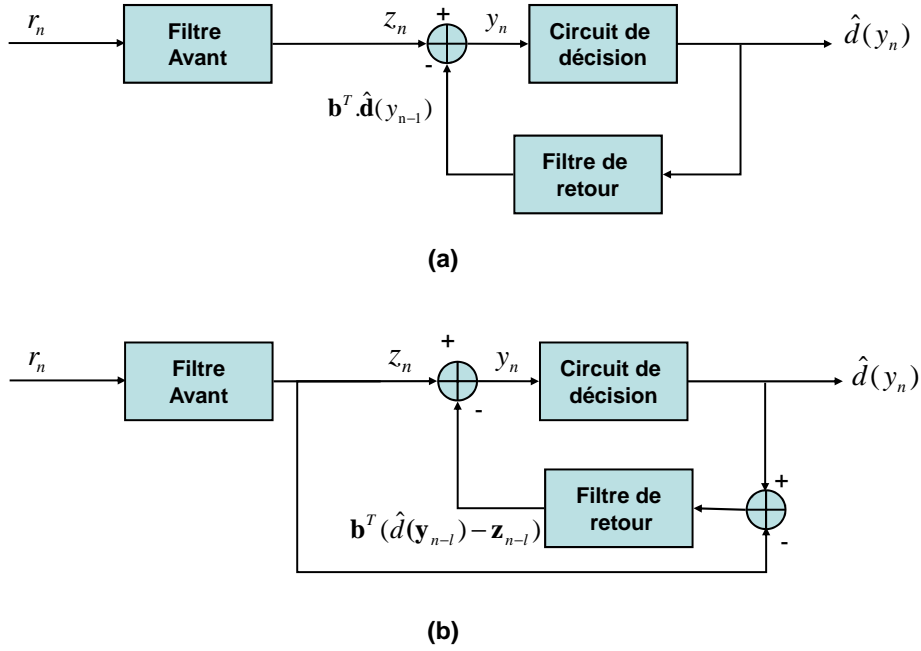 r_n
Filtre
Avant
z_n
+
-
y_n
Circuit de
décision
d̂(y_n)
b^T.d̂(y_{n-1})
Filtre de
retour
(a)
r_n
Filtre
Avant
z_n
+
-
y_n
Circuit de
décision
d̂(y_n)
+
-
Filtre de
retour
b^T(d̂(y_{n-l})-z_{n-l})
(b)